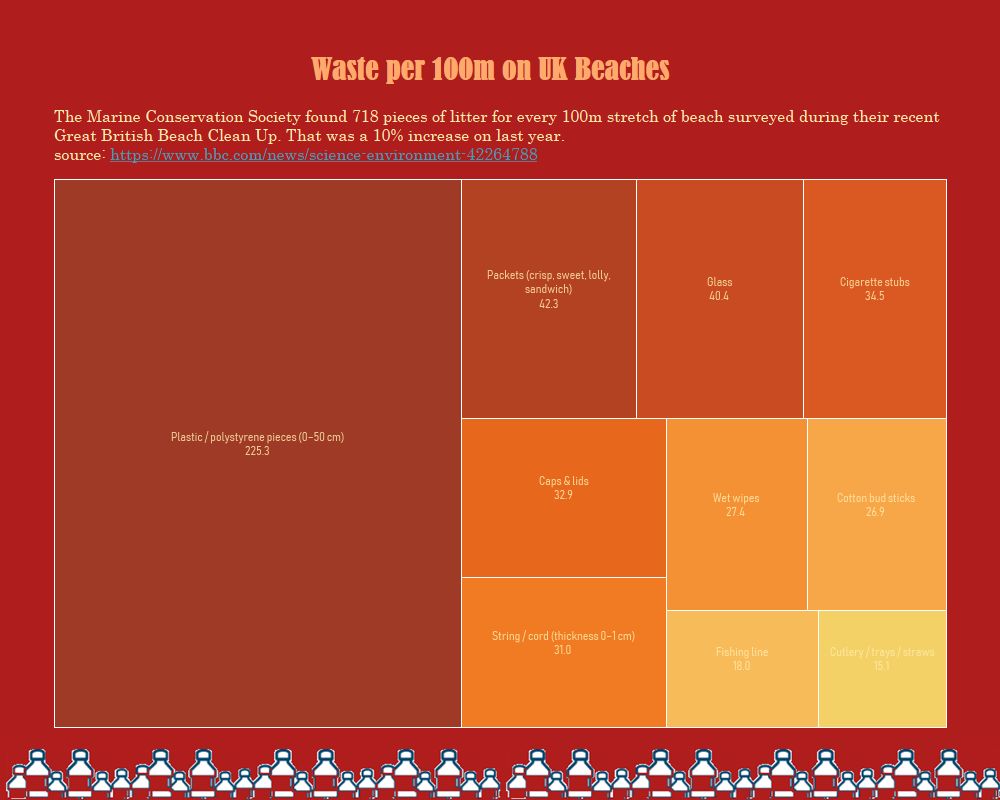 Waste per 100m on UK Beaches
The Marine Conservation Society found 718 pieces of litter for every 100m stretch of beach surveyed during their recent
Great British Beach Clean Up. That was a 10% increase on last year.
source: https://www.bbc.com/news/science-environment-42264788
Plastic / polystyrene pieces (0–50 cm)
225.3
Packets (crisp, sweet, lolly,
sandwich)
42.3
Glass
40.4
Cigarette stubs
34.5
Caps & lids
32.9
String / cord (thickness 0–1 cm)
31.0
Wet wipes
27.4
Cotton bud sticks
26.9
Fishing line
18.0
Cutlery / trays / straws
15.1